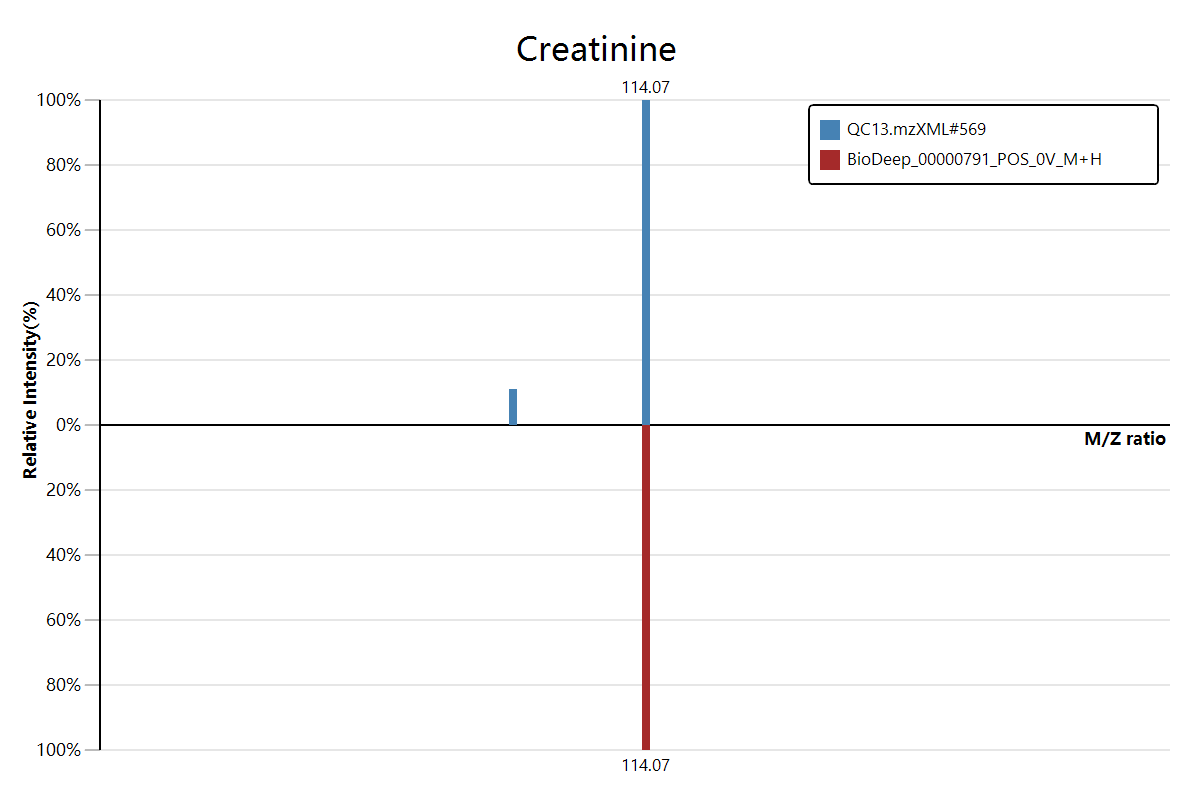 Creatinine
114.07
100%
QC13.mzXML#569
BioDeep_00000791_POS_0V_M+H
80%
60%
40%
20%
0%
Relative Intensity(%)
M/Z ratio
20%
40%
60%
80%
100%
114.07